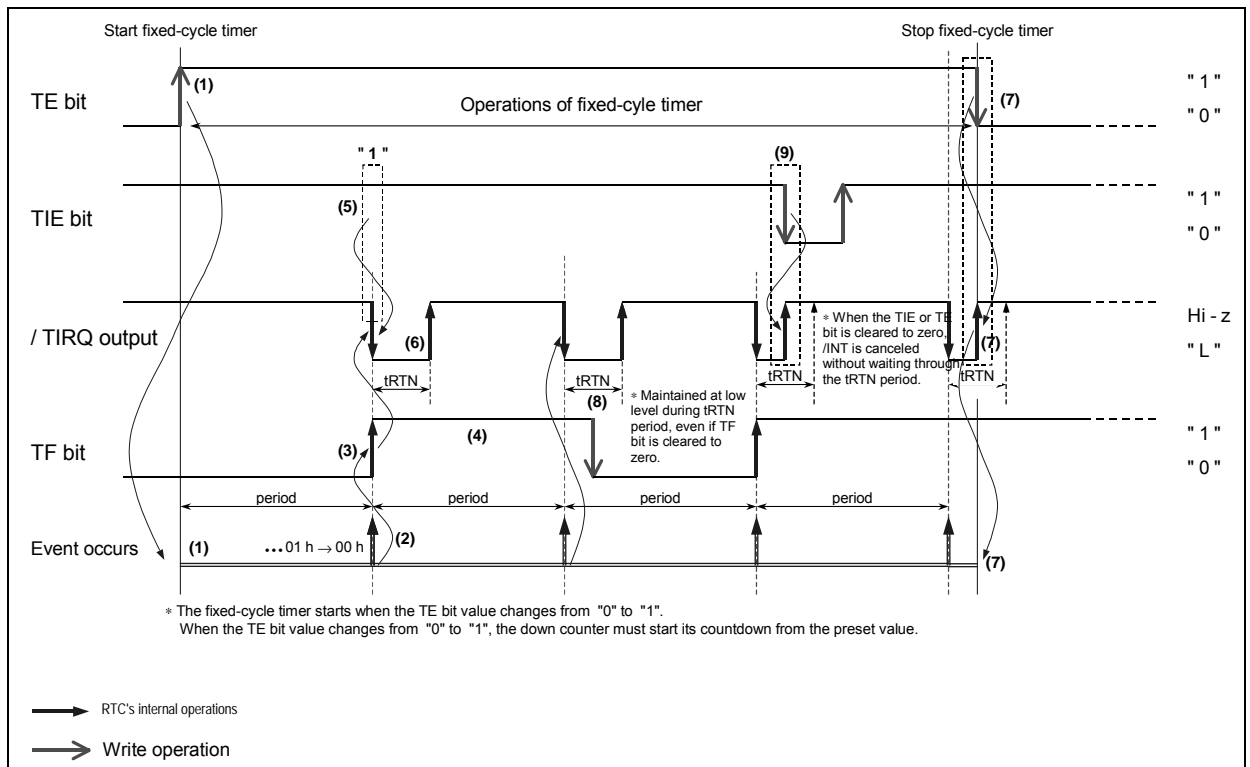 Start fixed-cycle timer
Stop fixed-cycle timer
TE bit
(1)
Operations of fixed-cyle timer
(7)
" 1 "
" 0 "
" 1 "
(9)
TIE bit
(5)
" 1 "
" 0 "
/ TIRQ output
(6)
∗ When the TIE or TE
bit is cleared to zero,
/INT is canceled
without waiting through
the tRTN period.
(7)
Hi - z
" L "
tRTN
tRTN
tRTN
tRTN
(8)
∗ Maintained at low
level during tRTN
period, even if TF
bit is cleared to
zero.
TF bit
(3)
(4)
" 1 "
" 0 "
period
period
period
period
Event occurs
(1)
•••01 h → 00 h
(2)
(7)
∗ The fixed-cycle timer starts when the TE bit value changes from "0" to "1".
When the TE bit value changes from "0" to "1", the down counter must start its countdown from the preset value.
RTC's internal operations
Write operation